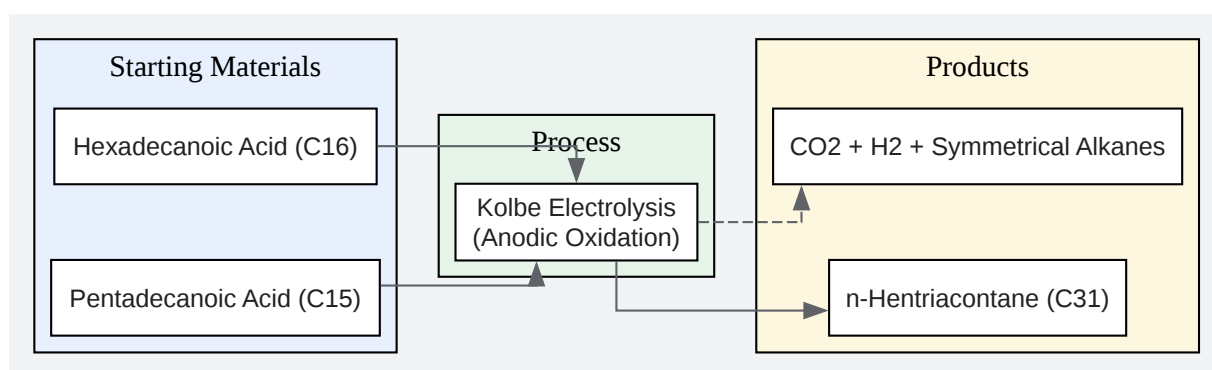 Starting Materials
Hexadecanoic Acid (C16)
Pentadecanoic Acid (C15)
Process
Kolbe Electrolysis
(Anodic Oxidation)
Products
CO2 + H2 + Symmetrical Alkanes
n-Hentriacontane (C31)